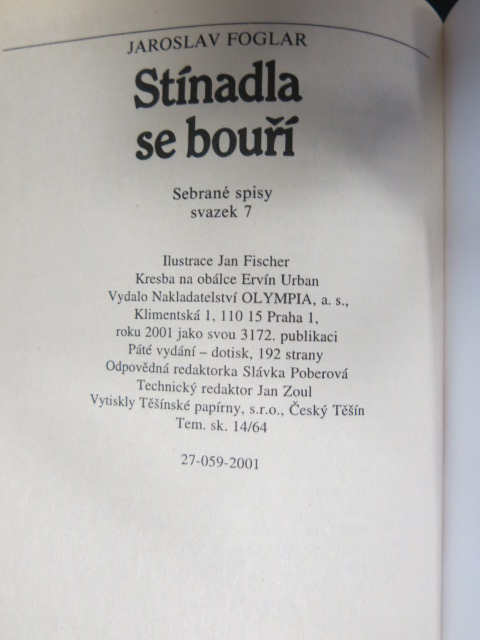 JAROSLAV FOGLAR
Stínadla
se bouří
Sebrané spisy
svazek 7
Ilustrace Jan Fischer
Kresba na obálce Ervín Urban
Vydalo Nakladatelství OLYMPIA, a. s.,
Klimentská 1, 110 15 Praha 1,
roku 2001 jako svou 3172. publikaci
Páté vydání – dotisk, 192 strany
Odpovědná redaktorka Slávka Poberová
Technický redaktor Jan Zoul
Vytiskly Těšínské papírny, s.r.o., Český Těšín
Tem. sk. 14/64
27-059-2001